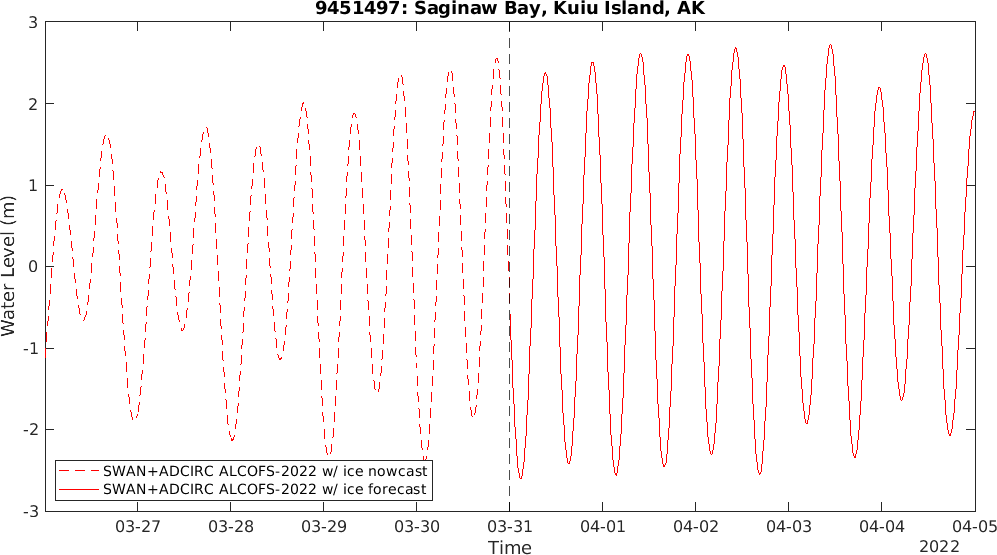 9451497: Saginaw Bay, Kuiu Island, AK
3
2
1
0
-1
-2
-3
Water Level (m)
SWAN+ADCIRC ALCOFS-2022 w/ ice nowcast
SWAN+ADCIRC ALCOFS-2022 w/ ice forecast
03-27 03-28 03-29 03-30 03-31 04-01 04-02 04-03 04-04 04-05
Time
2022